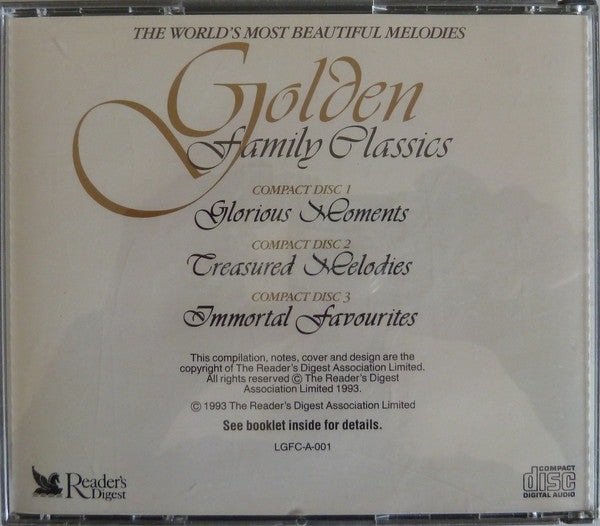 THE WORLD'S MOST BEAUTIFUL MELODIES
Golden
Family Classics
COMPACT DISC 1
Glorious Moments
COMPACT DISC 2
Treasured Melodies
COMPACT DISC 3
Immortal Favourites
This compilation, notes, cover and design are the
copyright of The Reader's Digest Association Limited.
All rights reserved © The Reader's Digest
Association Limited 1993.
© 1993 The Reader's Digest Association Limited
See booklet inside for details.
LGFC-A-001
Reader's
Digest
COMPACT
disc
DIGITAL AUDIO